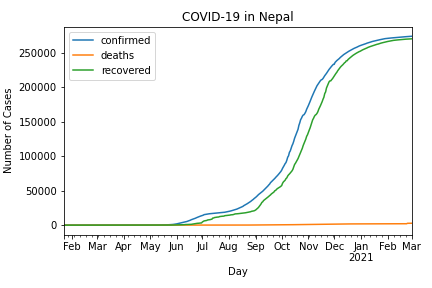 COVID-19 in Nepal
confirmed
deaths
recovered
Number of Cases
250000
200000
150000
100000
50000
0
Feb Mar Apr May Jun Jul Aug Sep Oct Nov Dec Jan Feb Mar
2021
Day